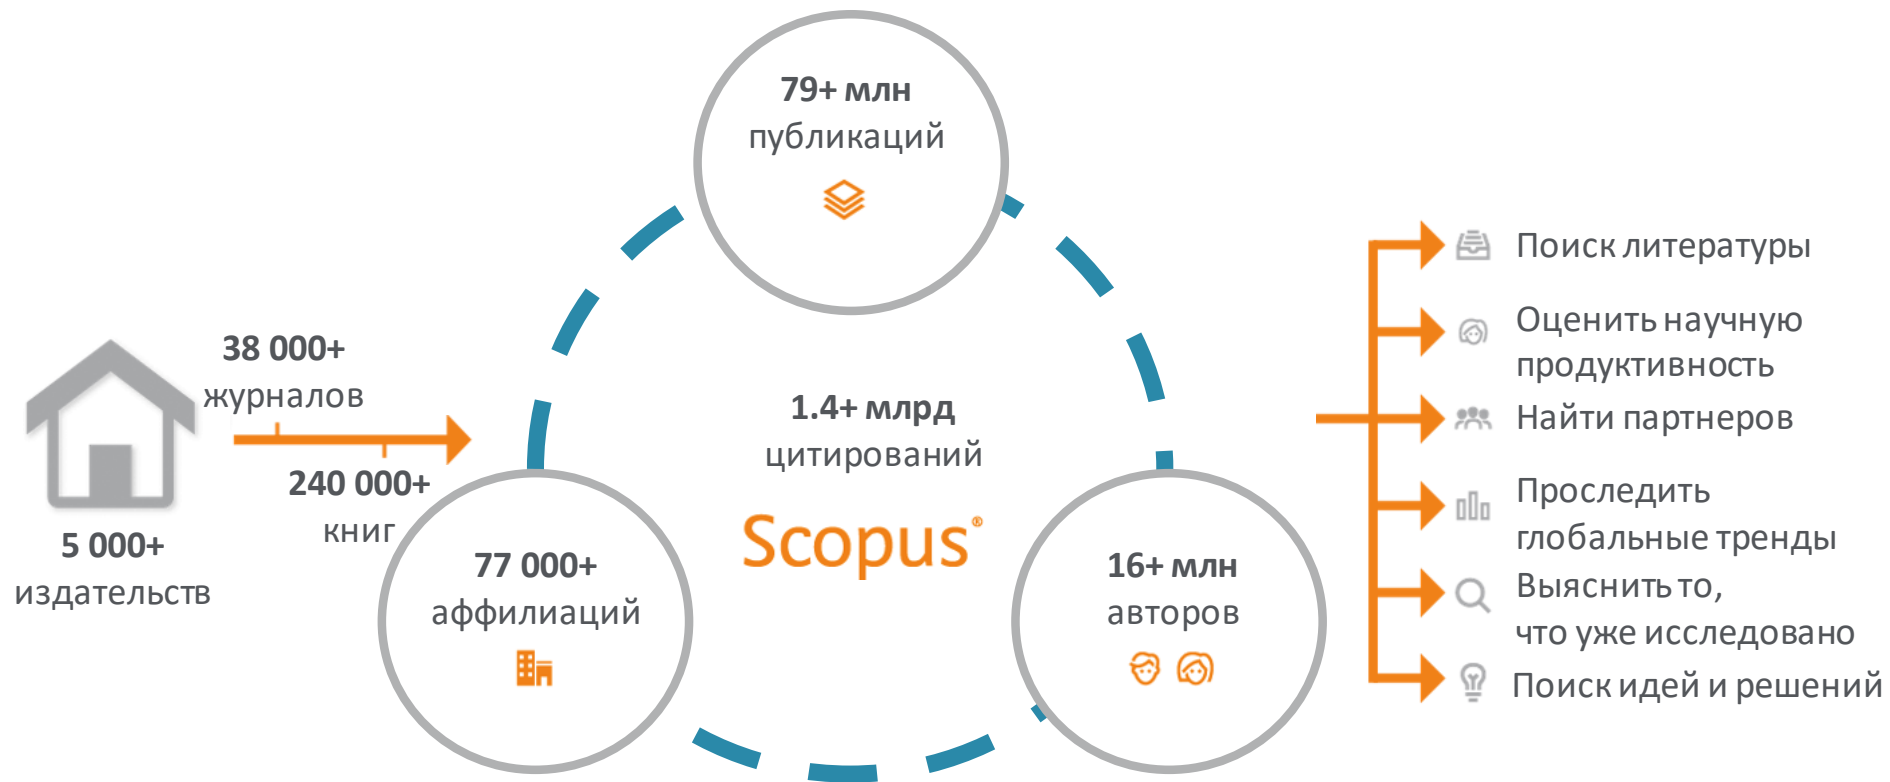 79+ млн
публикаций
38 000+
журналов
240 000+
книг
5 000+
издательств
1.4+ млрд
цитирований
Scopus®
77 000+
аффилиаций
16+ млн
авторов
Поиск литературы
Оценить научную
продуктивность
Найти партнеров
Проследить
глобальные тренды
Выяснить то,
что уже исследовано
Поиск идей и решений